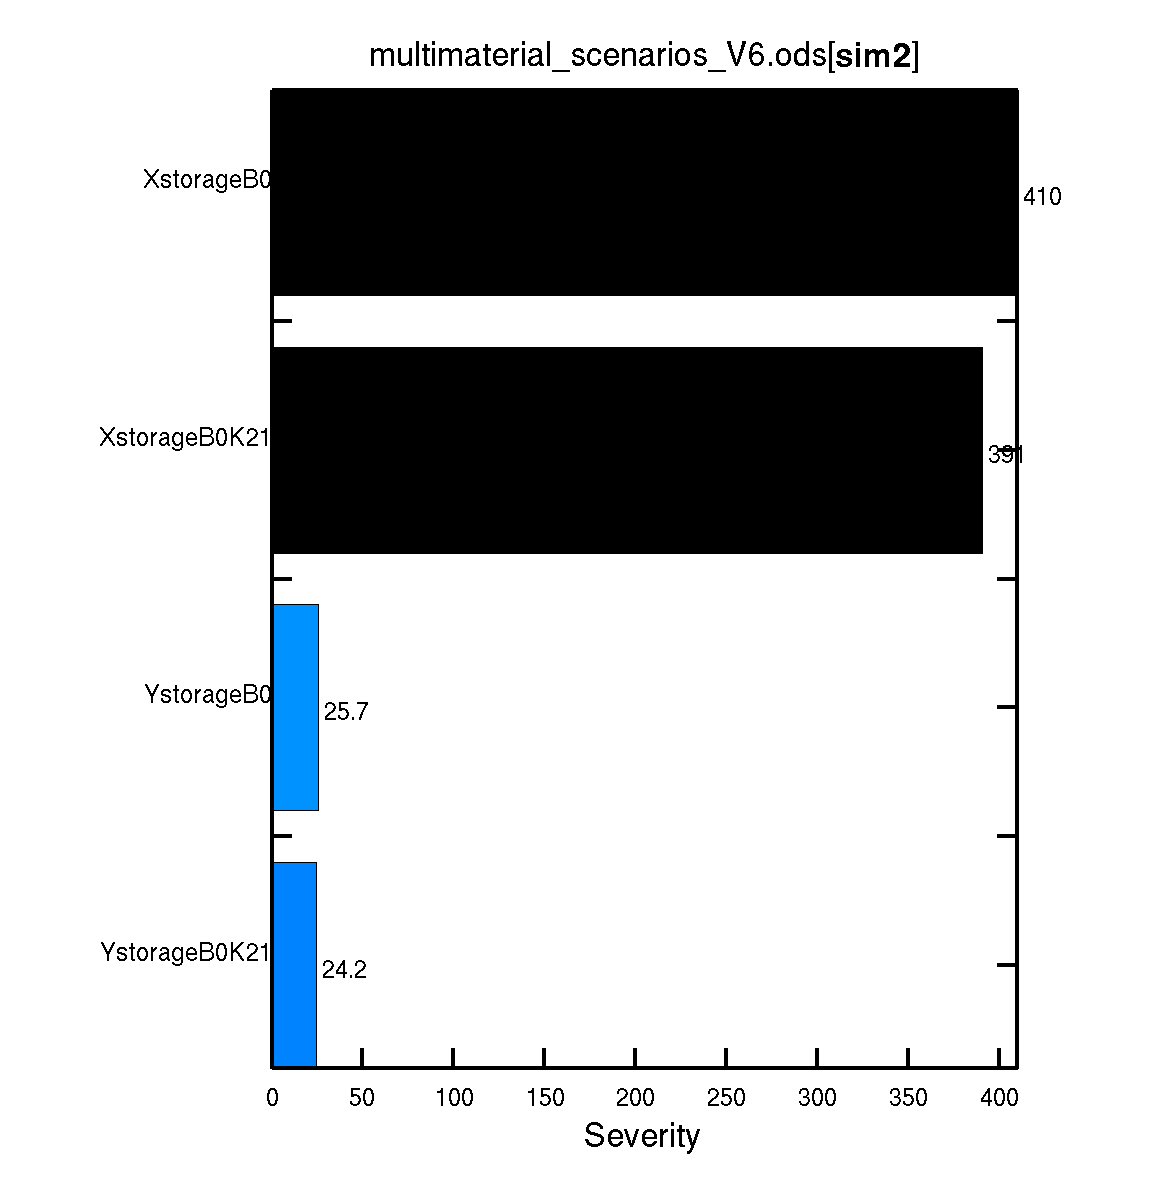 multimaterial_scenarios_V6.ods[sim2]
XstorageB0
410
XstorageB0K21
391
YstorageB0
25.7
YstorageB0K21
24.2
0 50 100 150 200 250 300 350 400
Severity